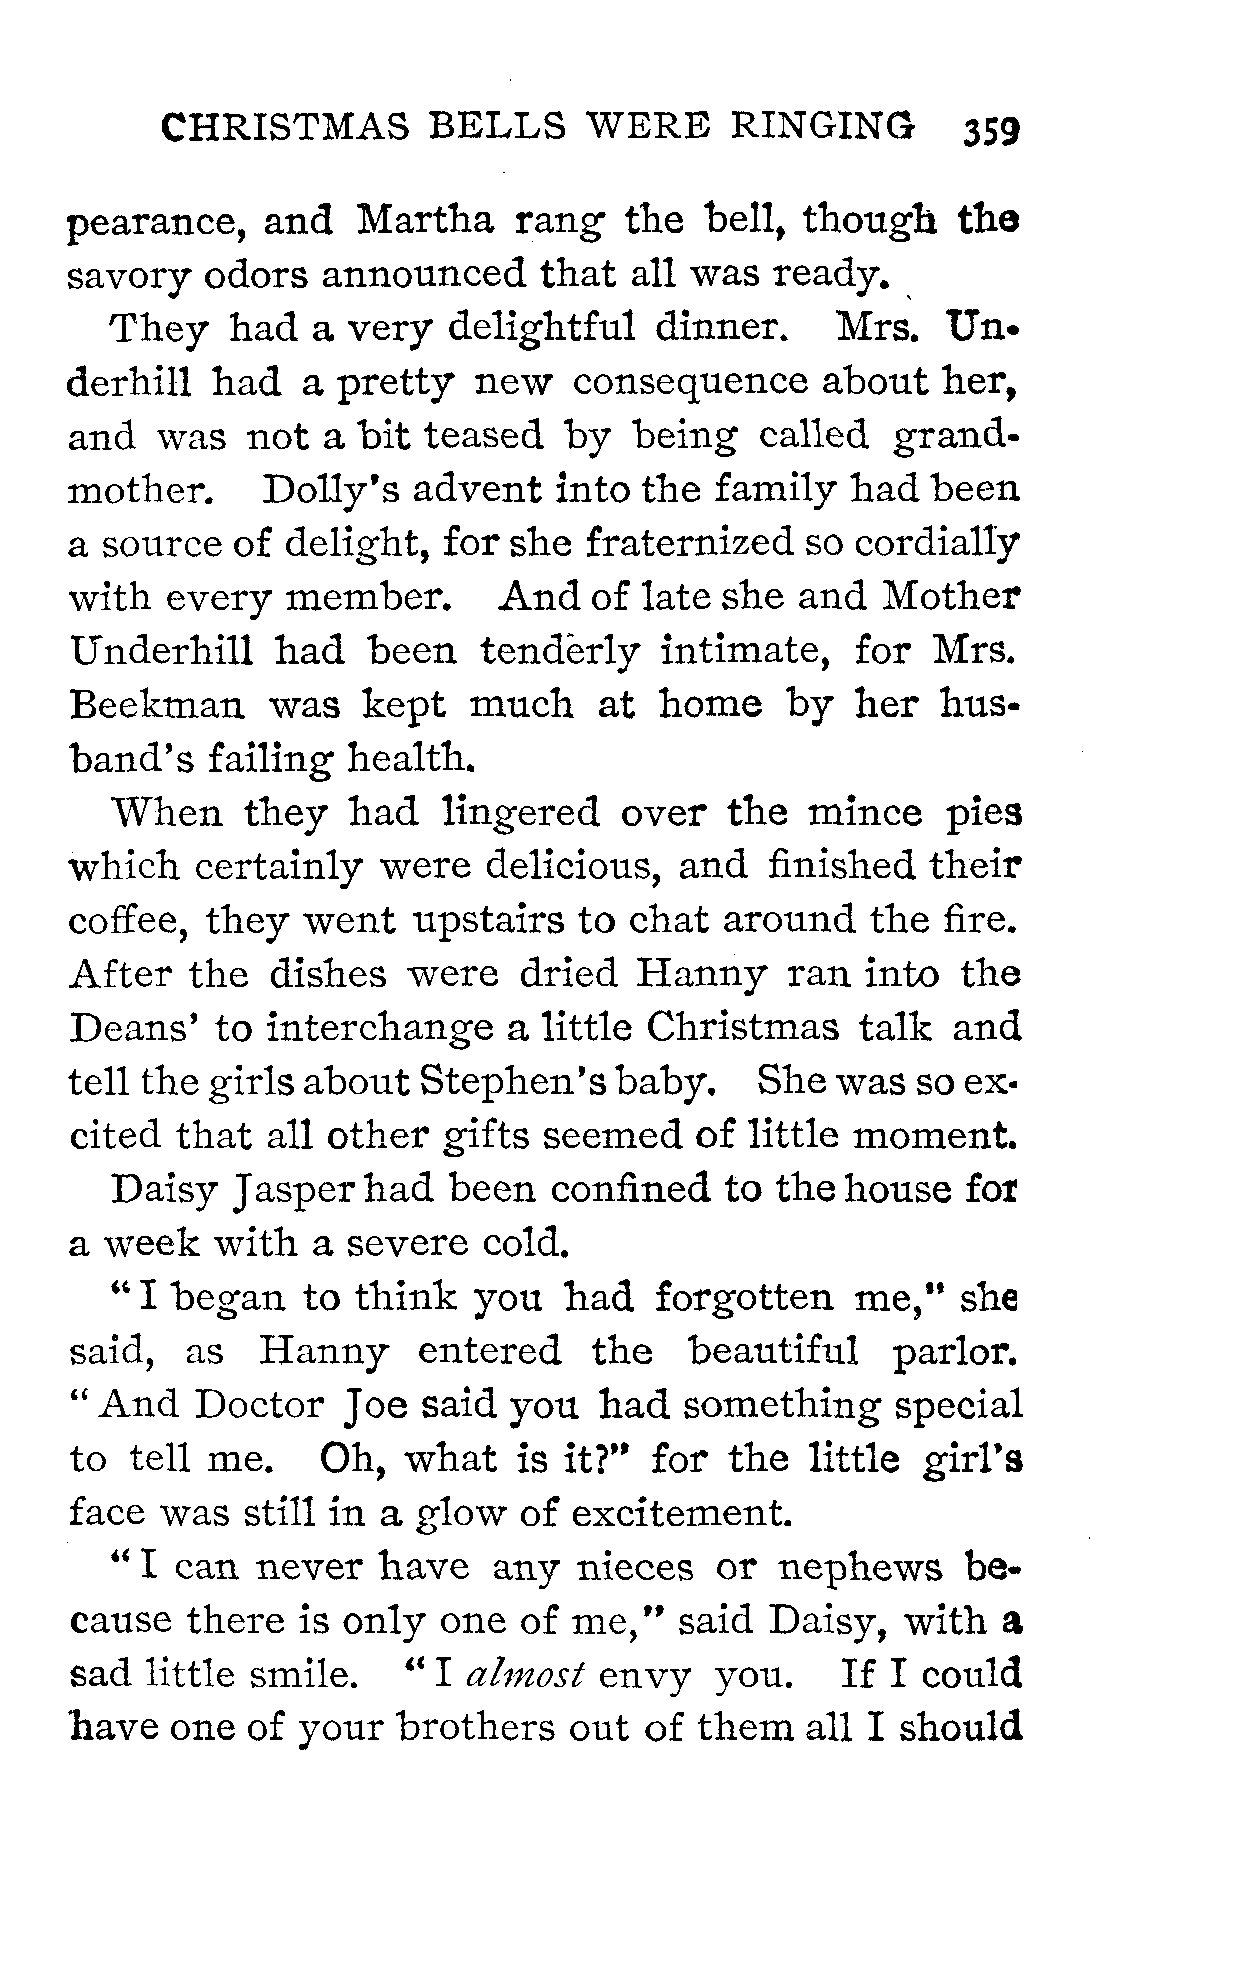 CHRISTMAS BELLS WERE RINGING 359
pearance, and Martha rang the bell, though the
savory odors announced that all was ready.
They had a very delightful dinner. Mrs. Un-
derhill had a pretty new consequence about her,
and was not a bit teased by being called grand-
mother. Dolly's advent into the family had been
a source of delight, for she fraternized so cordially
with every member. And of late she and Mother
Underhill had been tenderly intimate, for Mrs.
Beekman was kept much at home by her hus-
band's failing health.
When they had lingered over the mince pies
which certainly were delicious, and finished their
coffee, they went upstairs to chat around the fire.
After the dishes were dried Hanny ran into the
Deans' to interchange a little Christmas talk and
tell the girls about Stephen's baby. She was so ex-
cited that all other gifts seemed of little moment.
Daisy Jasper had been confined to the house for
a week with a severe cold.
"I began to think you had forgotten me," she
said, as Hanny entered the beautiful parlor.
"And Doctor Joe said you had something special
to tell me. Oh, what is it?" for the little girl's
face was still in a glow of excitement.
"I can never have any nieces or nephews be-
cause there is only one of me," said Daisy, with a
sad little smile. "I almost envy you. If I could
have one of your brothers out of them all I should